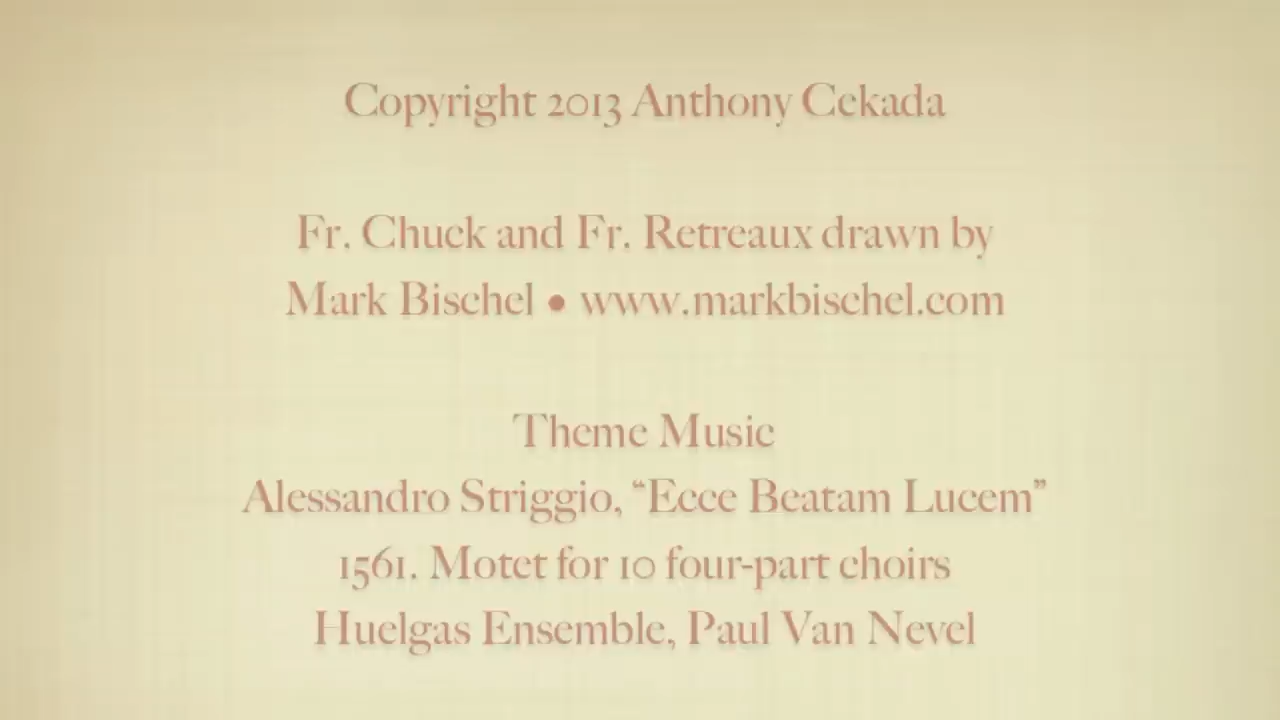 Copyright 2013 Anthony Cekada
Fr. Chuck and Fr. Retreaux drawn by
Mark Bischel • www.markbischel.com
Theme Music
Alessandro Striggio, “Ecce Beatam Lucem”
1561. Motet for 10 four-part choirs
Huelgas Ensemble, Paul Van Nevel